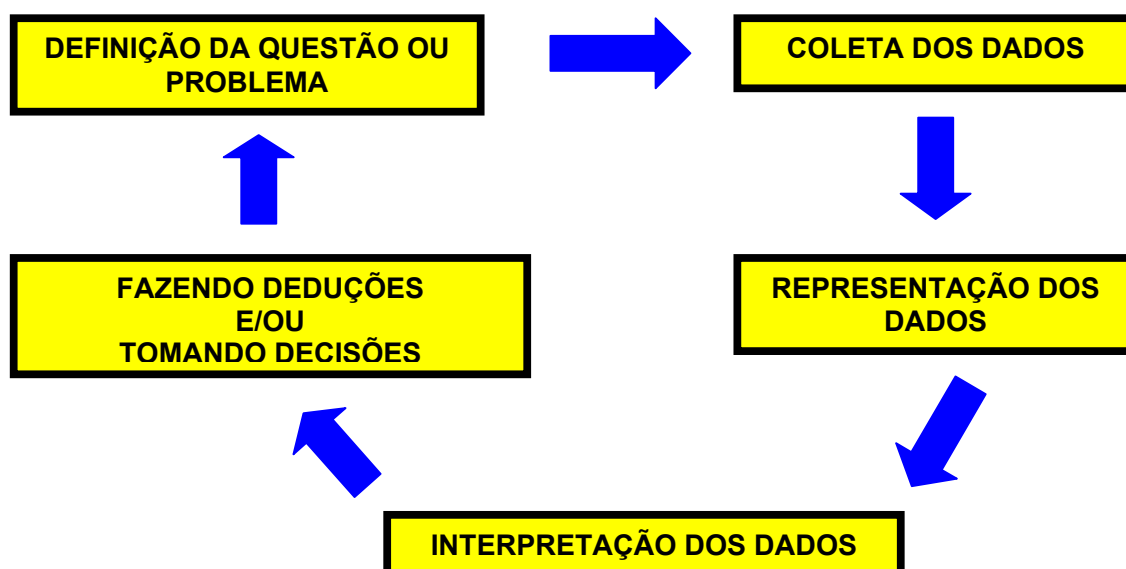 DEFINIÇÃO DA QUESTÃO OU
PROBLEMA
COLETA DOS DADOS
REPRESENTAÇÃO DOS
DADOS
INTERPRETAÇÃO DOS DADOS
FAZENDO DEDUÇÕES
E/OU
TOMANDO DECISÕES